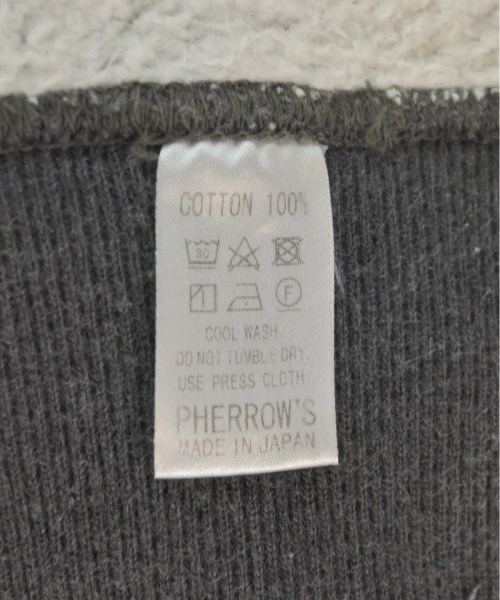 COTTON 100%
30
F
COOL WASH.
DO NOT TUMBLE DRY.
USE PRESS CLOTH.
PHERROW'S
MADE IN JAPAN